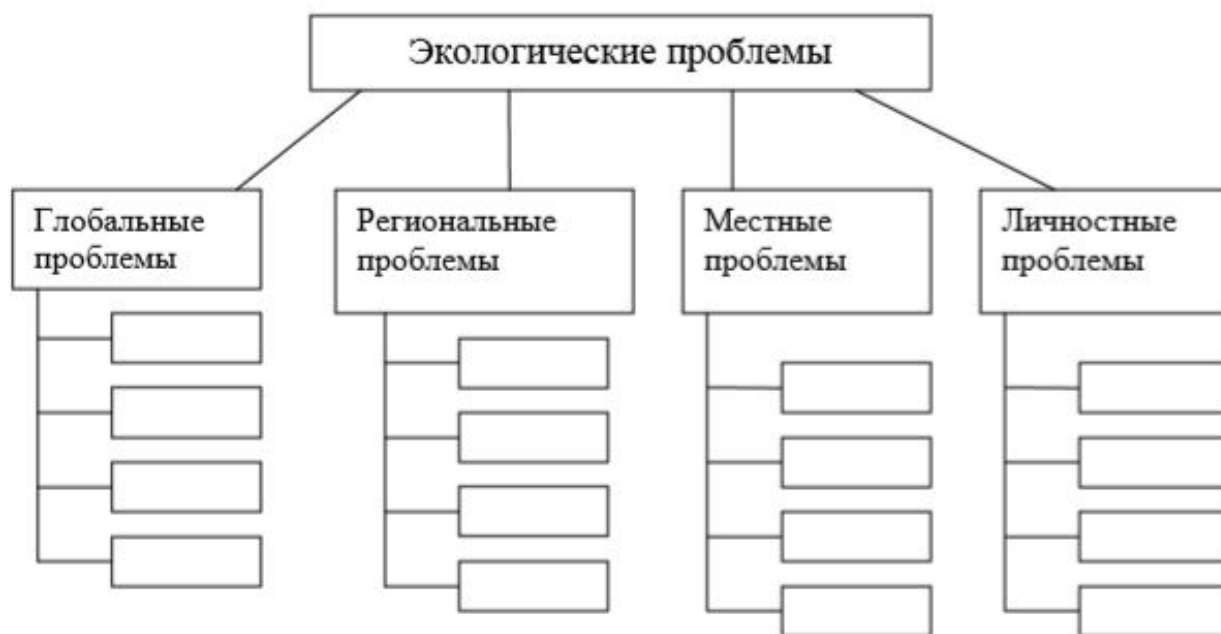 Экологические проблемы
Глобальные
проблемы
Региональные
проблемы
Местные
проблемы
Личностные
проблемы